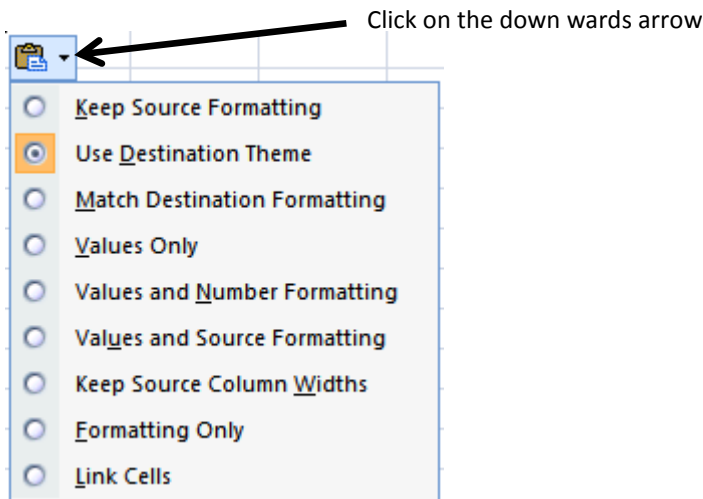 Click on the down wards arrow
Keep Source Formatting
Use Destination Theme
Match Destination Formatting
Values Only
Values and Number Formatting
Values and Source Formatting
Keep Source Column Widths
Formatting Only
Link Cells